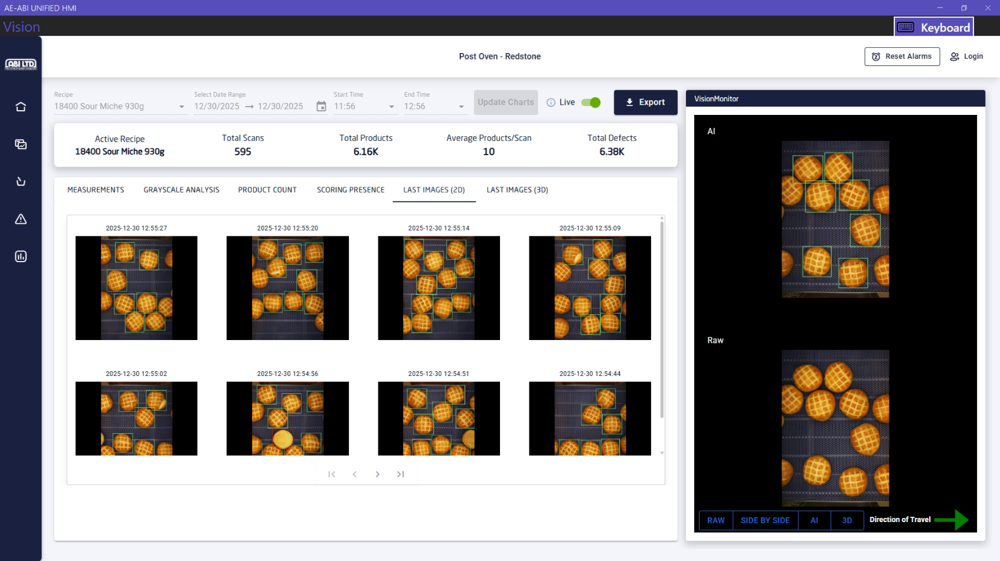 AE-ABI UNIFIED HMI
Vision
Keyboard
ABI LTD
Post Oven - Redstone
Reset Alarms
Login
Recipe
18400 Sour Miche 930g
Select Date Range
12/30/2025 → 12/30/2025
Start Time
11:56
End Time
12:56
Update Charts
Live
Export
Active Recipe
18400 Sour Miche 930g
Total Scans
595
Total Products
6.16K
Average Products/Scan
10
Total Defects
6.38K
MEASUREMENTS
GRAYSCALE ANALYSIS
PRODUCT COUNT
SCORING PRESENCE
LAST IMAGES (2D)
LAST IMAGES (3D)
2025-12-30 12:55:27
2025-12-30 12:55:20
2025-12-30 12:55:14
2025-12-30 12:55:09
2025-12-30 12:55:02
2025-12-30 12:54:56
2025-12-30 12:54:51
2025-12-30 12:54:44
VisionMonitor
AI
Raw
RAW
SIDE BY SIDE
AI
3D
Direction of Travel